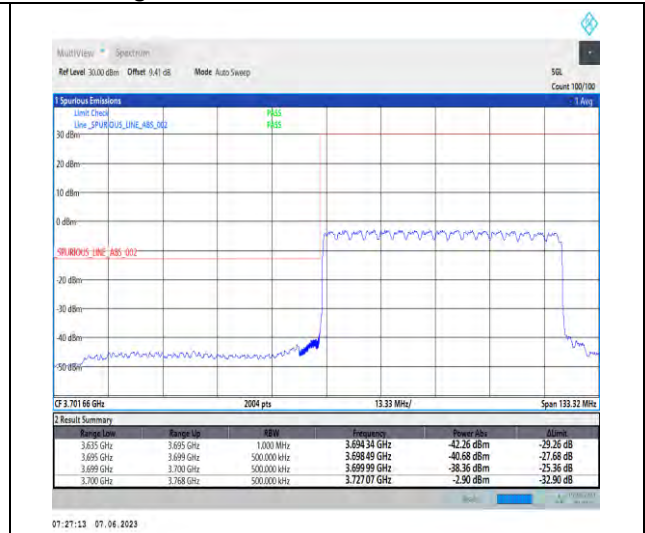 MultiView Spectrum
Ref Level 30.00 dBm Offset 9.41 dB Mode Auto Sweep SGL
Count 100/100
1 Spurious Emissions 1 Avg
Limit Check PASS
Line _SPURIOUS_LINE_ABS_002 PASS
30 dBm
20 dBm
10 dBm
0 dBm
_SPURIOUS_LINE_ABS_002
-20 dBm
-30 dBm
-40 dBm
-50 dBm
CF 3.701 66 GHz 2004 pts 13.33 MHz/ Span 133.32 MHz
2 Result Summary
Range Low Range Up RBW Frequency Power Abs ΔLimit
3.635 GHz 3.695 GHz 1.000 MHz 3.694 34 GHz -42.26 dBm -29.26 dB
3.695 GHz 3.699 GHz 500.000 kHz 3.698 49 GHz -40.68 dBm -27.68 dB
3.699 GHz 3.700 GHz 500.000 kHz 3.699 99 GHz -38.36 dBm -25.36 dB
3.700 GHz 3.768 GHz 500.000 kHz 3.727 07 GHz -2.90 dBm -32.90 dB
07:27:13 07.06.2023